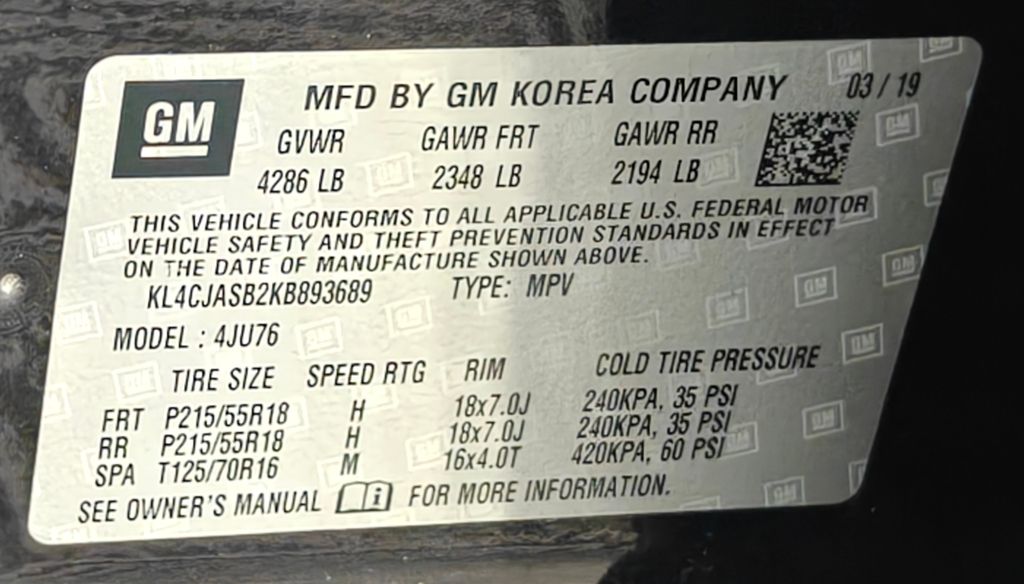 GM
MFD BY GM KOREA COMPANY 03 / 19
GVWR GAWR FRT GAWR RR
4286 LB 2348 LB 2194 LB
THIS VEHICLE CONFORMS TO ALL APPLICABLE U.S. FEDERAL MOTOR
VEHICLE SAFETY AND THEFT PREVENTION STANDARDS IN EFFECT
ON THE DATE OF MANUFACTURE SHOWN ABOVE.
KL4CJASB2KB893689 TYPE: MPV
MODEL : 4JU76
TIRE SIZE SPEED RTG RIM COLD TIRE PRESSURE
FRT P215/55R18 H 18x7.0J 240KPA, 35 PSI
RR P215/55R18 H 18x7.0J 240KPA, 35 PSI
SPA T125/70R16 M 16x4.0T 420KPA, 60 PSI
SEE OWNER'S MANUAL i FOR MORE INFORMATION.